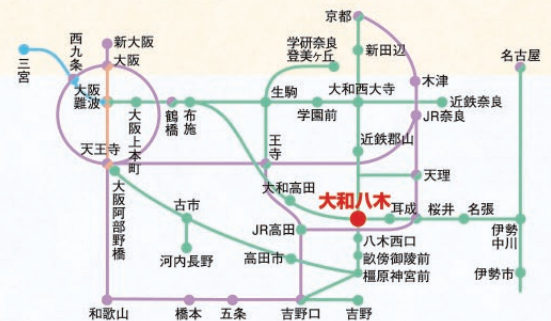 京都
新大阪
西九条
大阪
学研奈良
登美ヶ丘
新田辺
名古屋
三宮
木津
大阪
難波
生駒
大和西大寺
近鉄奈良
大阪上本町
鶴橋
布施
学園前
JR奈良
天王寺
王寺
近鉄郡山
天理
大和高田
大和八木
大阪阿部野橋
古市
耳成
桜井
名張
伊勢
中川
JR高田
八木西口
河内長野
高田市
畝傍御陵前
橿原神宮前
伊勢市
和歌山
橋本
五条
吉野口
吉野